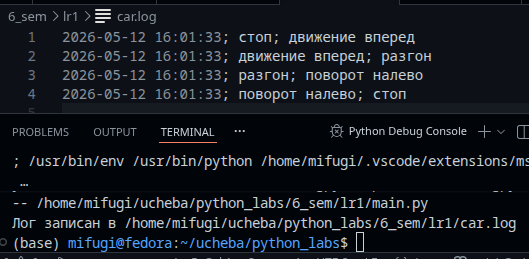 6_sem > lr1 > car.log
1 2026-05-12 16:01:33; стоп; движение вперед
2 2026-05-12 16:01:33; движение вперед; разгон
3 2026-05-12 16:01:33; разгон; поворот налево
4 2026-05-12 16:01:33; поворот налево; стоп
PROBLEMS OUTPUT TERMINAL ··· Python Debug Console
; /usr/bin/env /usr/bin/python /home/mifugi/.vscode/extensions/ms
…
-- /home/mifugi/ucheba/python_labs/6_sem/lr1/main.py
Лог записан в /home/mifugi/ucheba/python_labs/6_sem/lr1/car.log
(base) mifugi@fedora:~/ucheba/python_labs$